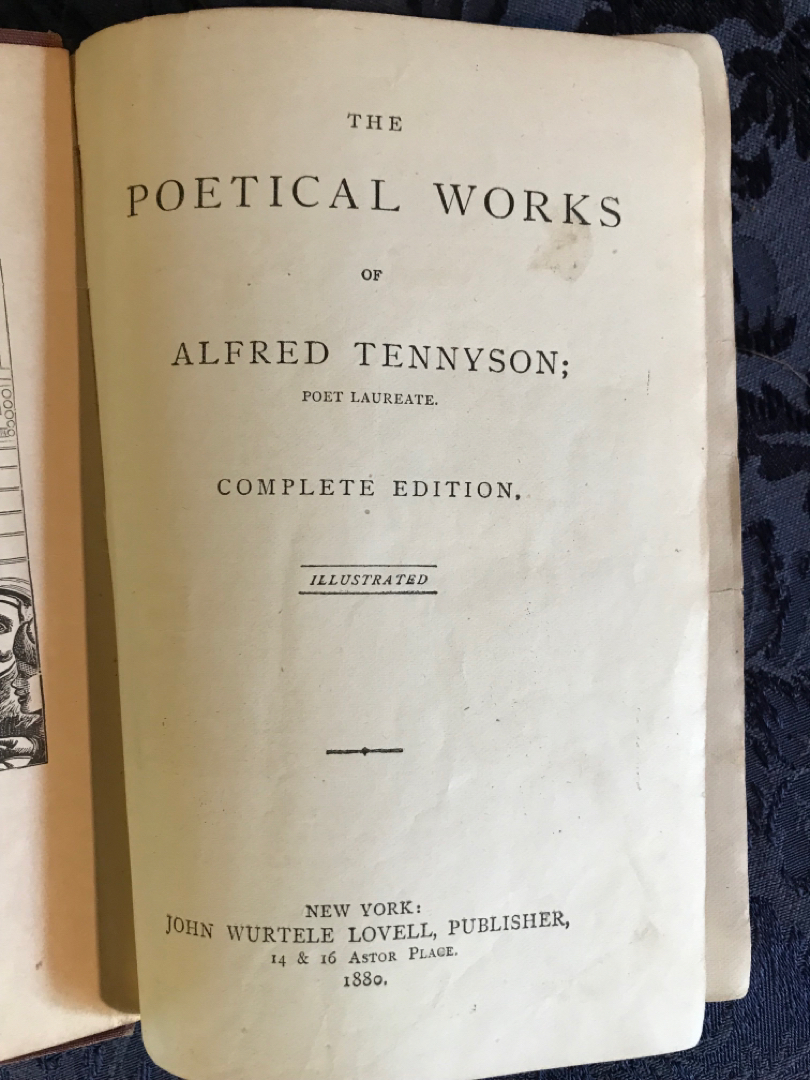 THE
POETICAL WORKS
OF
ALFRED TENNYSON;
POET LAUREATE.
COMPLETE EDITION.
ILLUSTRATED
NEW YORK:
JOHN WURTELE LOVELL, PUBLISHER,
14 & 16 ASTOR PLACE.
1880.